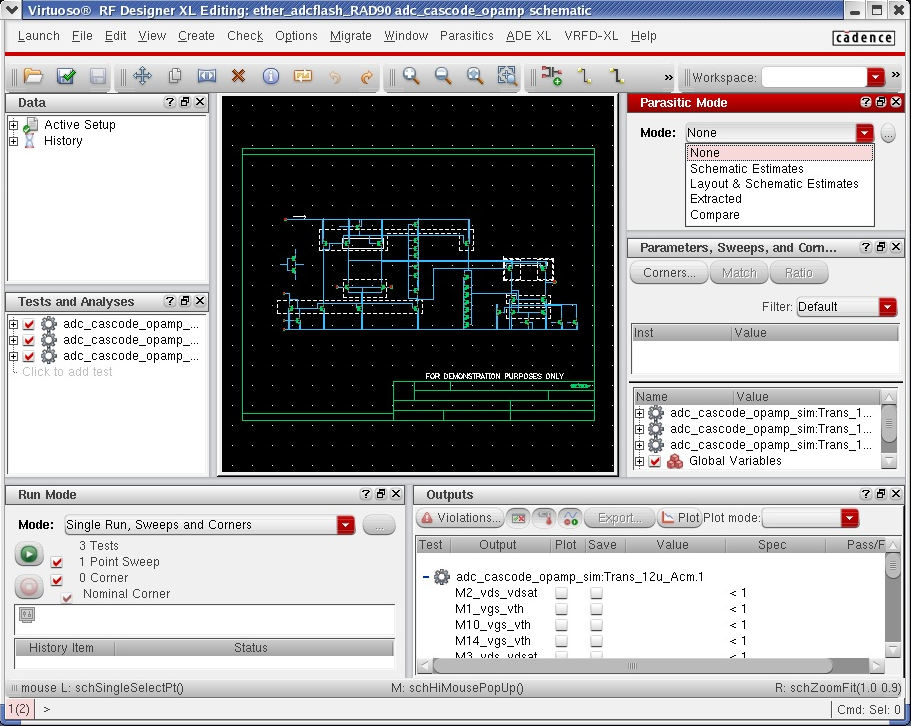 Virtuoso® RF Designer XL Editing: ether_adcflash_RAD90 adc_cascode_opamp schematic
Launch File Edit View Create Check Options Migrate Window Parasitics ADE XL VRFD-XL Help
cādence
» Workspace: »
Data
Active Setup
History
Tests and Analyses
adc_cascode_opamp_...
adc_cascode_opamp_...
adc_cascode_opamp_...
Click to add test
FOR DEMONSTRATION PURPOSES ONLY
Parasitic Mode
Mode: None ...
None
Schematic Estimates
Layout & Schematic Estimates
Extracted
Compare
Parameters, Sweeps, and Corn...
Corners... Match Ratio
Filter: Default
Inst Value
Name Value
adc_cascode_opamp_sim:Trans_1...
adc_cascode_opamp_sim:Trans_1...
adc_cascode_opamp_sim:Trans_1...
Global Variables
Run Mode
Mode: Single Run, Sweeps and Corners ...
3 Tests
1 Point Sweep
0 Corner
Nominal Corner
History Item Status
Outputs
Violations... Export... Plot Plot mode:
Test Output Plot Save Value Spec Pass/F
adc_cascode_opamp_sim:Trans_12u_Acm.1
M2_vds_vdsat < 1
M1_vgs_vth < 1
M10_vgs_vth < 1
M14_vgs_vth < 1
M3_vds_vdsat < 1
mouse L: schSingleSelectPt() M: schHiMousePopUp() R: schZoomFit(1.0 0.9)
1(2) > Cmd: Sel: 0